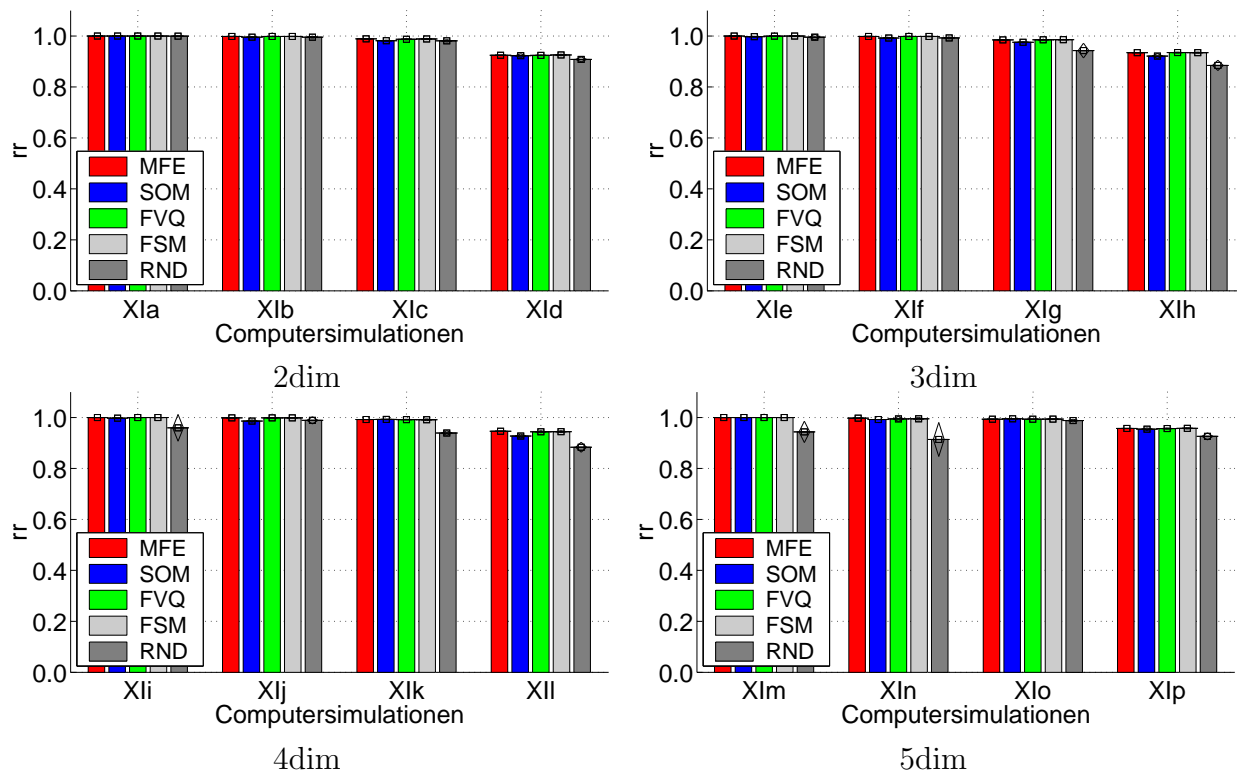 1.0
0.8
0.6
0.4
0.2
0.0
rr
MFE
SOM
FVQ
FSM
RND
XIa XIb XIc XId
Computersimulationen
2dim
1.0
0.8
0.6
0.4
0.2
0.0
rr
MFE
SOM
FVQ
FSM
RND
XIe XIf XIg XIh
Computersimulationen
3dim
1.0
0.8
0.6
0.4
0.2
0.0
rr
MFE
SOM
FVQ
FSM
RND
XIi XIj XIk XIl
Computersimulationen
4dim
1.0
0.8
0.6
0.4
0.2
0.0
rr
MFE
SOM
FVQ
FSM
RND
XIm XIn XIo XIp
Computersimulationen
5dim